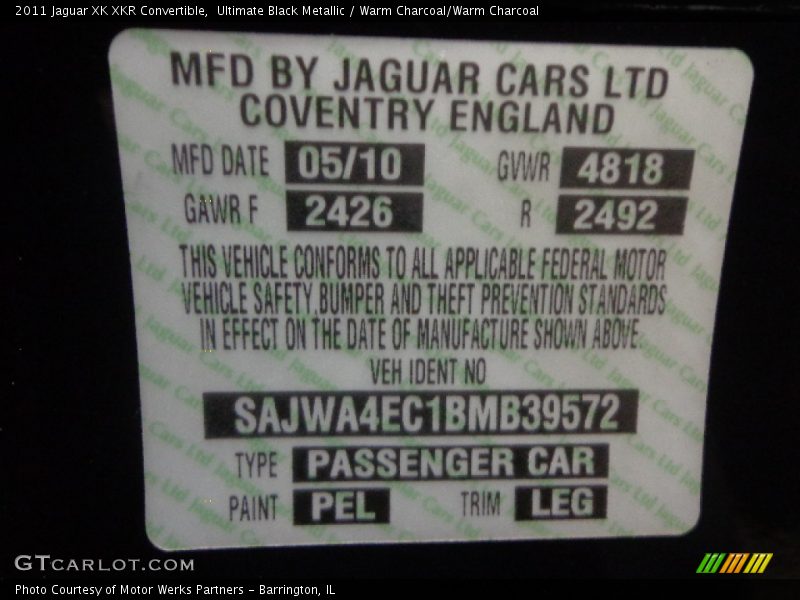 2011 Jaguar XK XKR Convertible,  Ultimate Black Metallic / Warm Charcoal/Warm Charcoal
MFD BY JAGUAR CARS LTD
COVENTRY ENGLAND
MFD DATE 05/10 GVWR 4818
GAWR F 2426 R 2492
THIS VEHICLE CONFORMS TO ALL APPLICABLE FEDERAL MOTOR
VEHICLE SAFETY,BUMPER AND THEFT PREVENTION STANDARDS
IN EFFECT ON THE DATE OF MANUFACTURE SHOWN ABOVE.
VEH IDENT NO
SAJWA4EC1BMB39572
TYPE PASSENGER CAR
PAINT PEL TRIM LEG
GTCARLOT.COM
Photo Courtesy of Motor Werks Partners - Barrington, IL